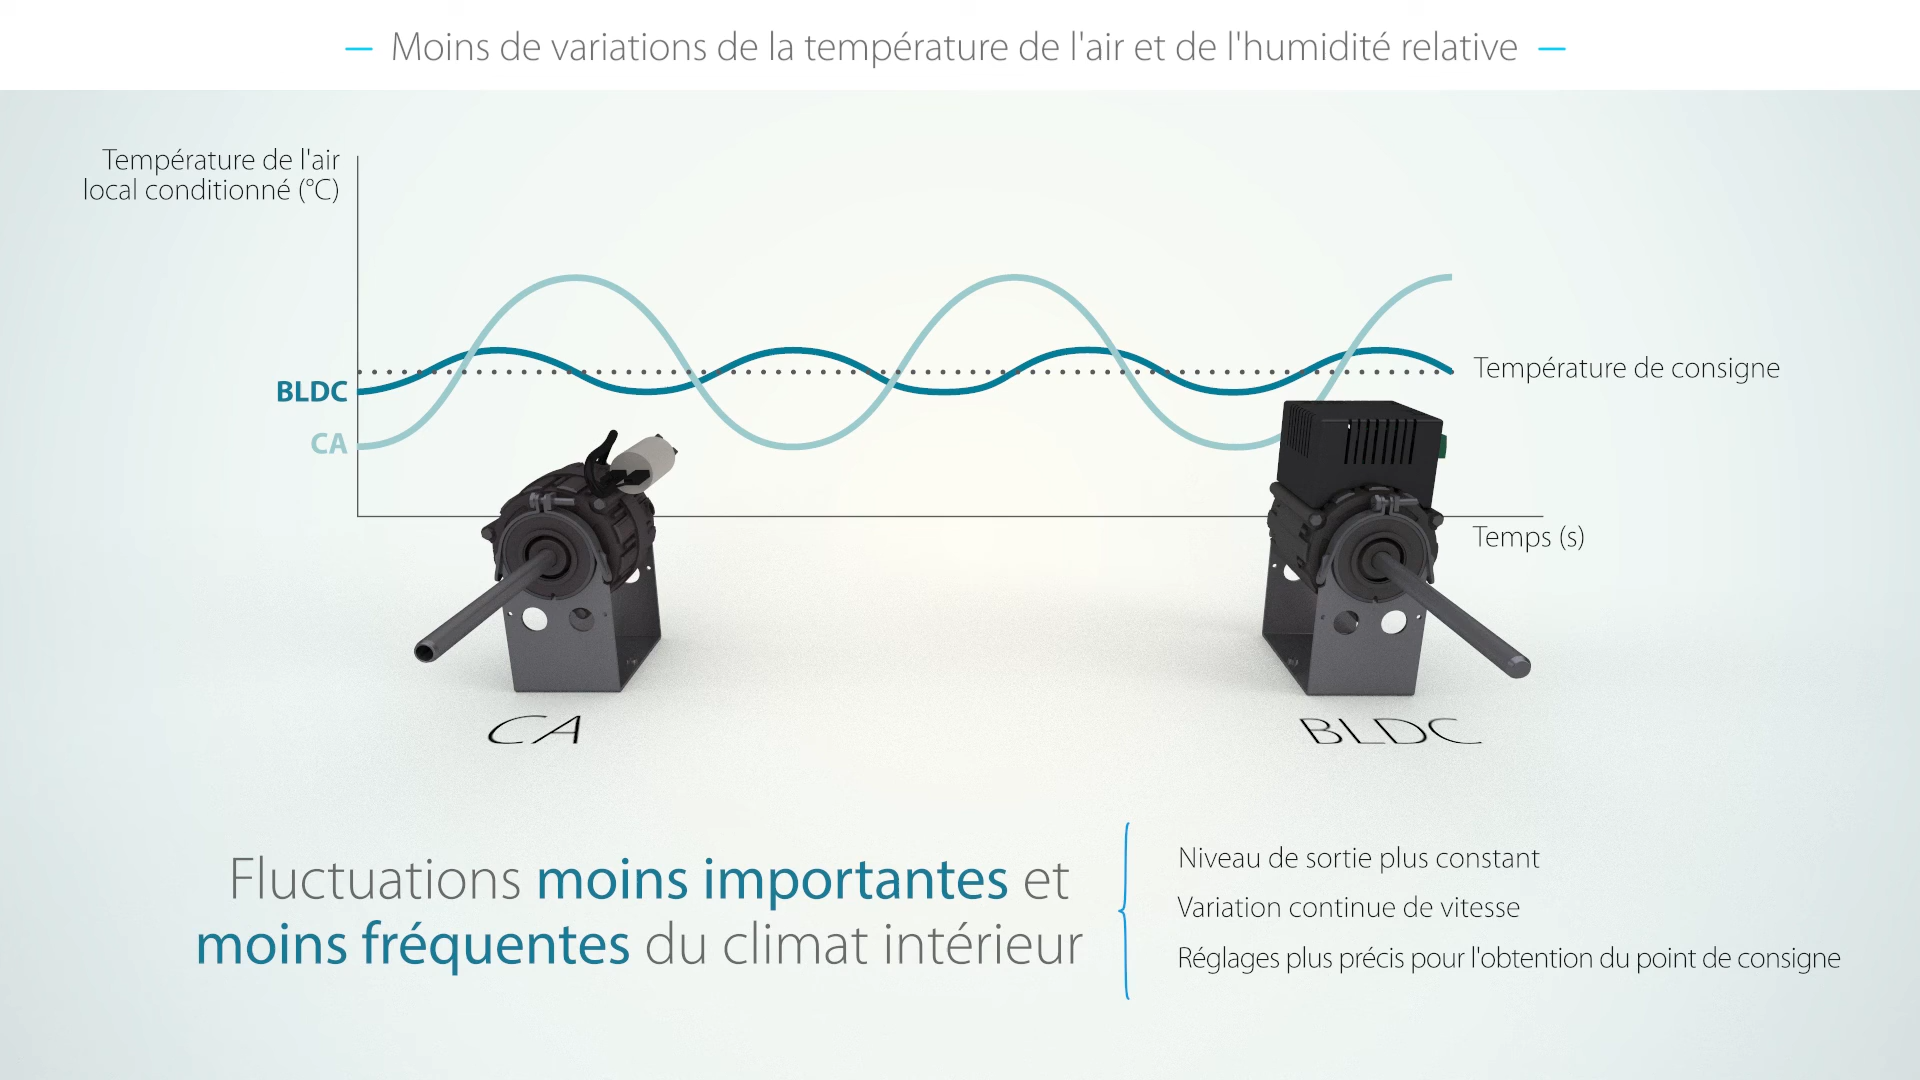 Moins de variations de la température de l'air et de l'humidité relative
Température de l'air
local conditionné (°C)
Température de consigne
BLDC
CA
Temps (s)
CA
BLDC
Fluctuations moins importantes et
moins fréquentes du climat intérieur
Niveau de sortie plus constant
Variation continue de vitesse
Réglages plus précis pour l'obtention du point de consigne